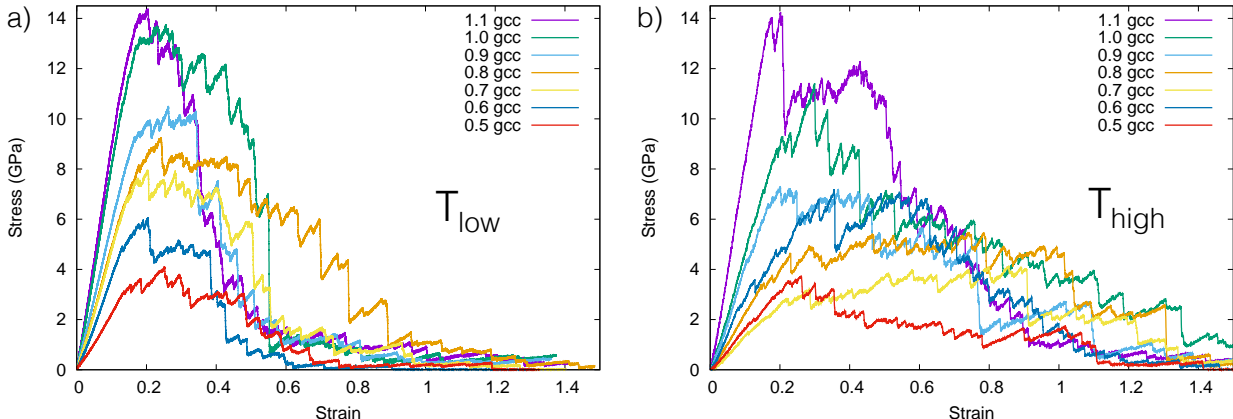 a)
14
12
10
8
6
4
2
0
Stress (GPa)
0
0.2
0.4
0.6
0.8
1
1.2
1.4
Strain
1.1 gcc
1.0 gcc
0.9 gcc
0.8 gcc
0.7 gcc
0.6 gcc
0.5 gcc
Tlow
b)
14
12
10
8
6
4
2
0
Stress (GPa)
0
0.2
0.4
0.6
0.8
1
1.2
1.4
Strain
1.1 gcc
1.0 gcc
0.9 gcc
0.8 gcc
0.7 gcc
0.6 gcc
0.5 gcc
Thigh